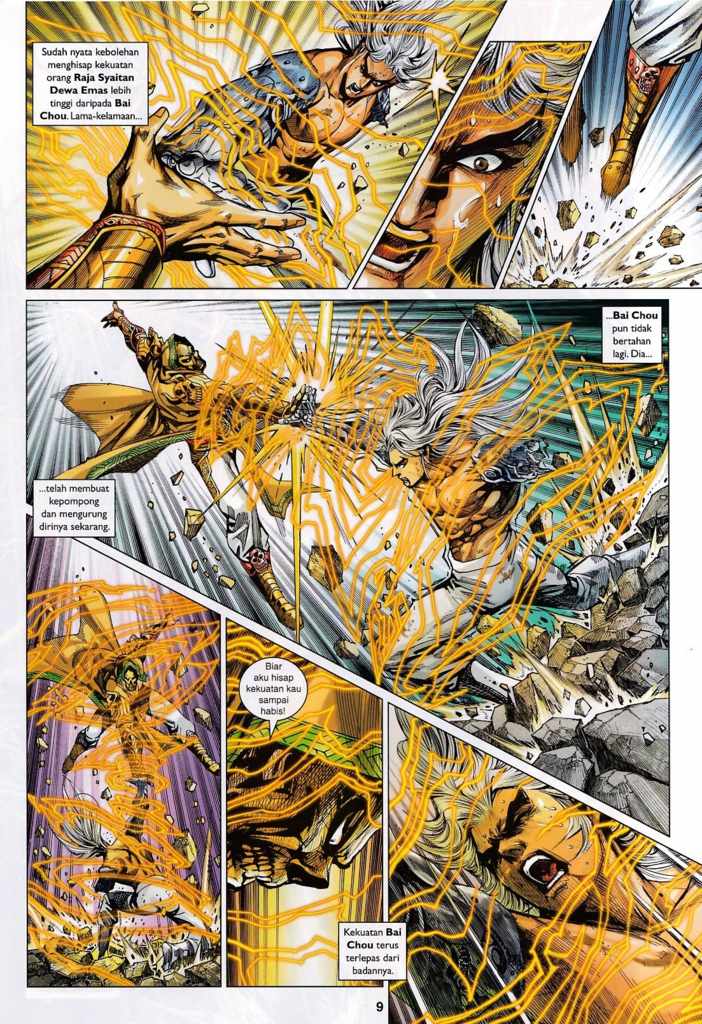 Sudah nyata kebolehan
menghisap kekuatan
orang Raja Syaitan
Dewa Emas lebih
tinggi daripada Bai
Chou. Lama-kelamaan...
...Bai Chou
pun tidak
bertahan
lagi. Dia...
...telah membuat
kepompong
dan mengurung
dirinya sekarang.
Biar
aku hisap
kekuatan kau
sampai
habis!
Kekuatan Bai
Chou terus
terlepas dari
badannya.
9